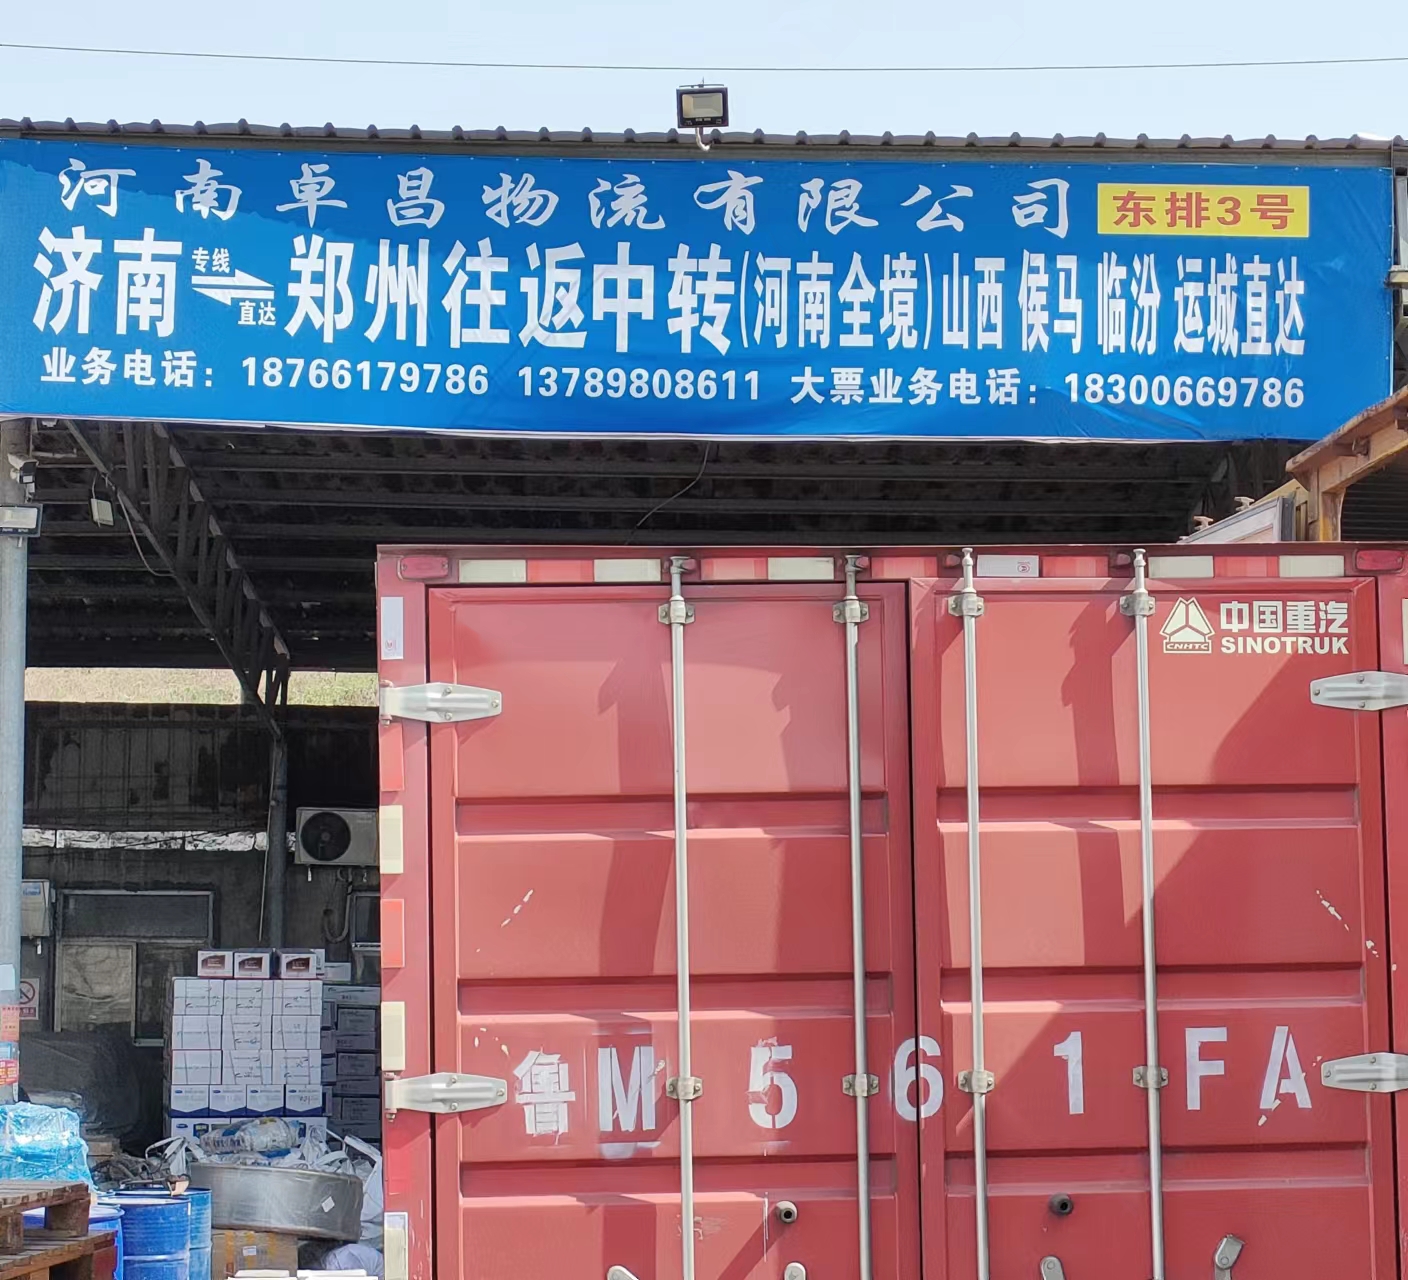 河南卓昌物流有限公司 东排3号
济南 专线 直达 郑州往返中转(河南全境)山西 侯马 临汾 运城直达
业务电话：18766179786 13789808611 大票业务电话：18300669786
中国重汽
CNHTC SINOTRUK
鲁M561FA